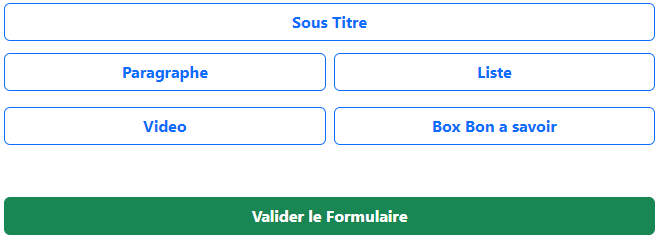 Sous Titre
Paragraphe
Liste
Video
Box Bon a savoir
Valider le Formulaire